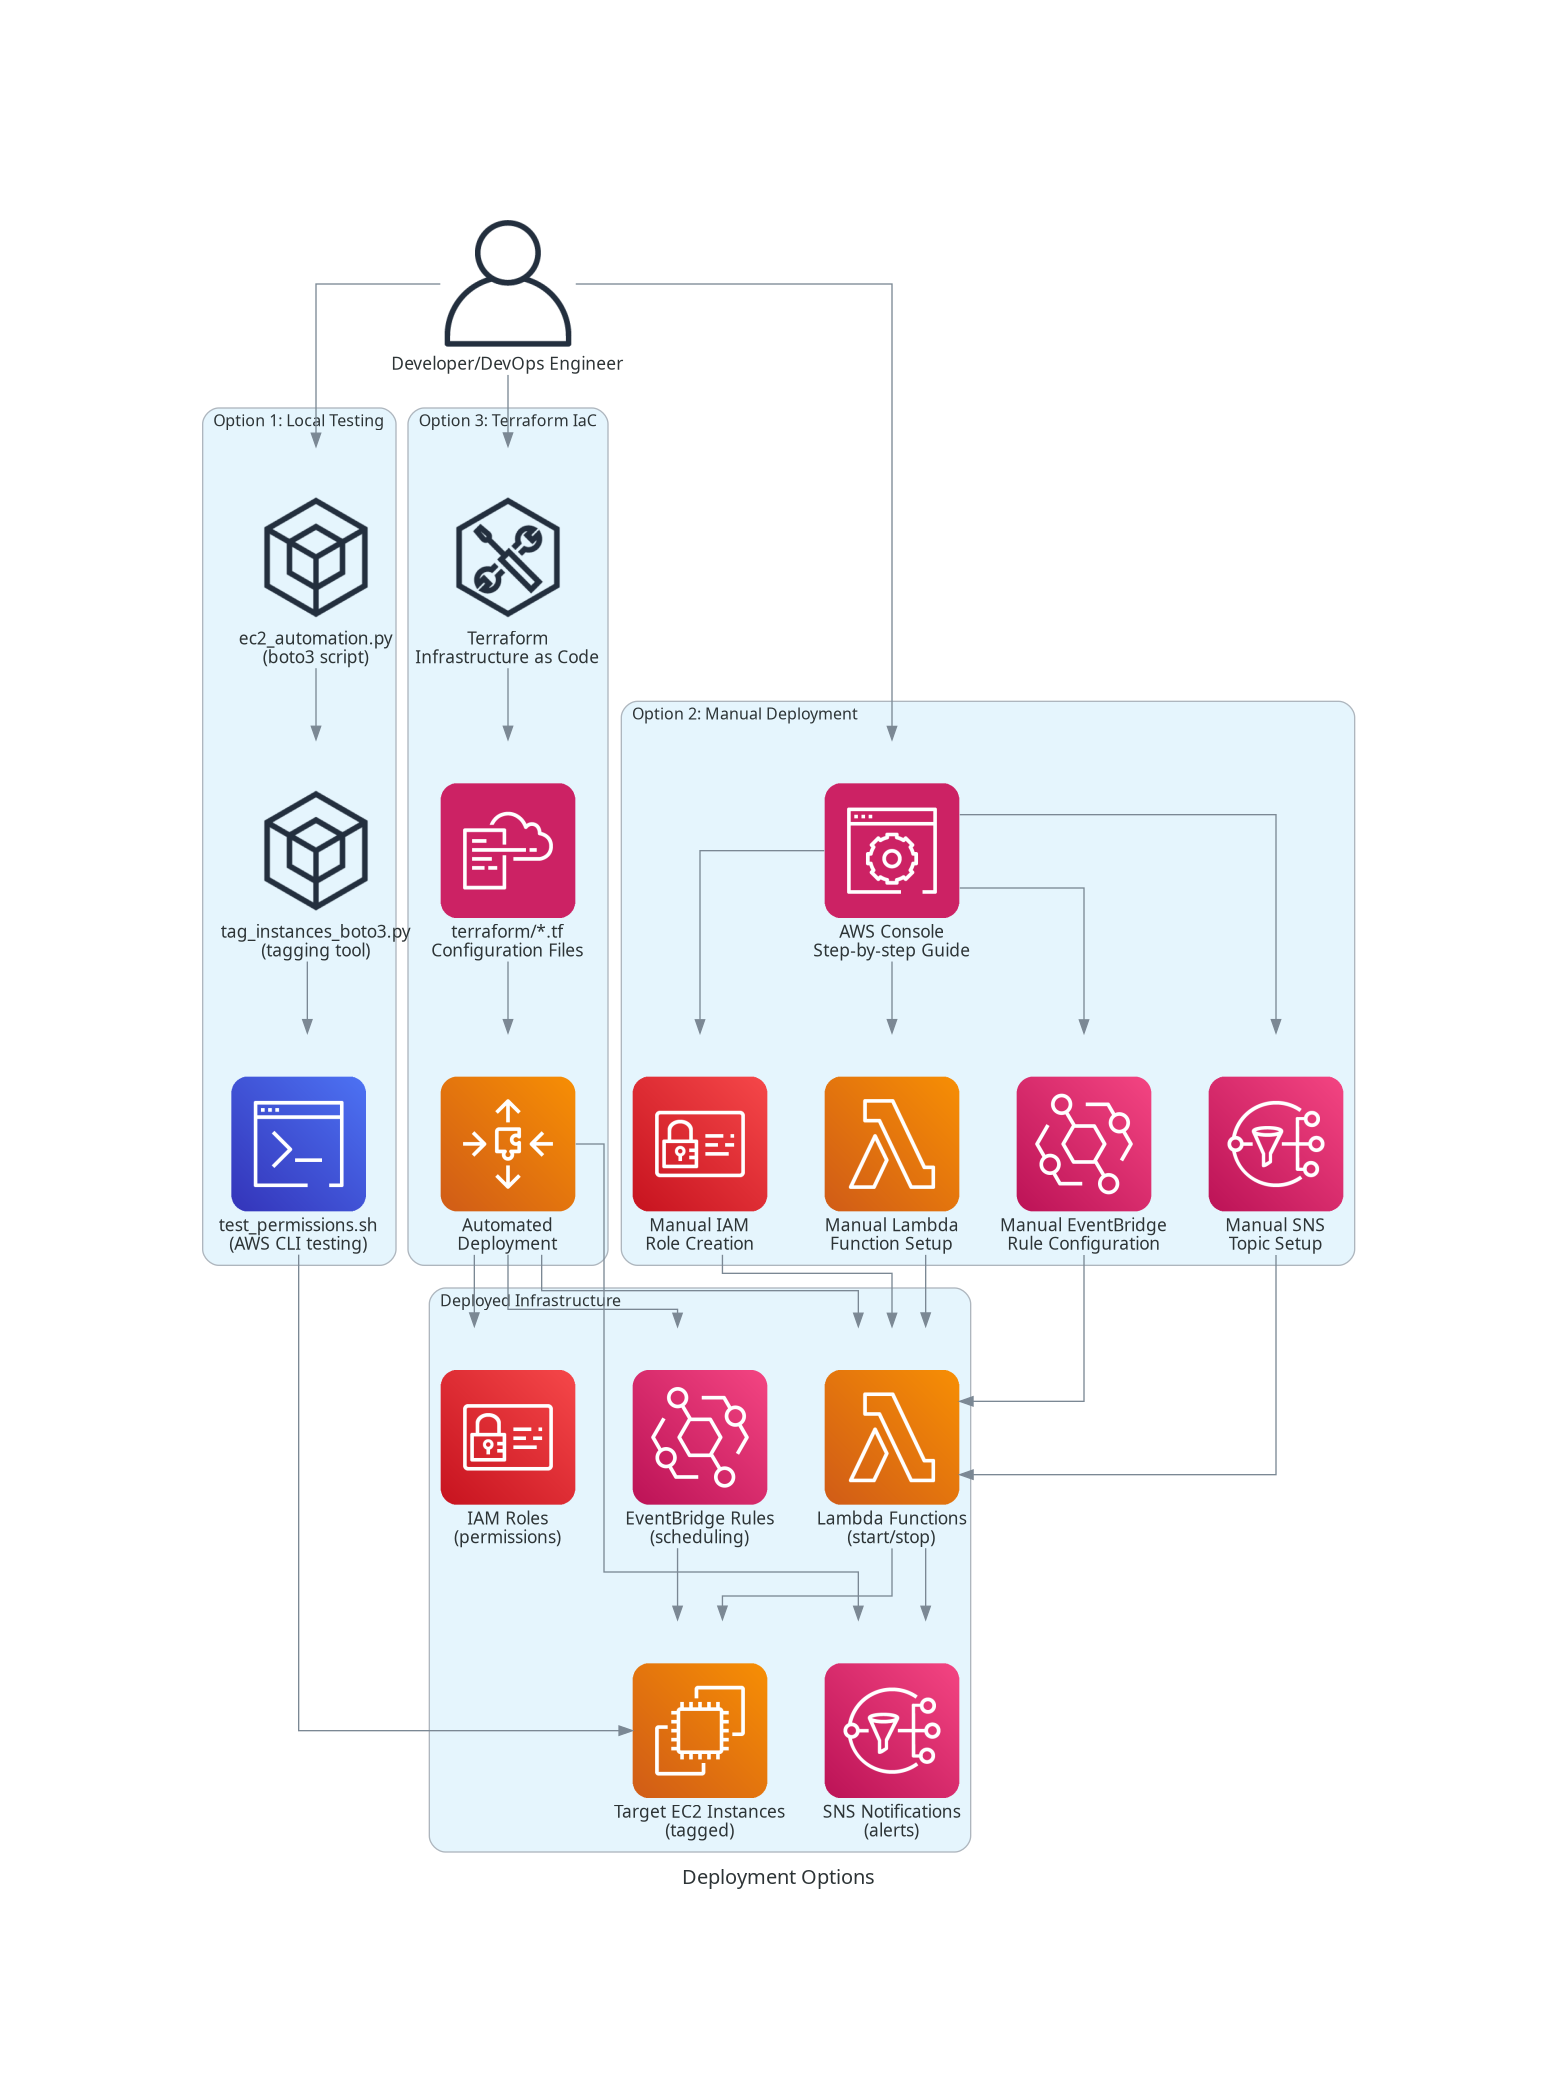 Developer/DevOps Engineer
Option 1: Local Testing
Option 3: Terraform IaC
ec2_automation.py
(boto3 script)
Terraform
Infrastructure as Code
Option 2: Manual Deployment
tag_instances_boto3.py
(tagging tool)
terraform/*.tf
Configuration Files
AWS Console
Step-by-step Guide
test_permissions.sh
(AWS CLI testing)
Automated
Deployment
Manual IAM
Role Creation
Manual Lambda
Function Setup
Manual EventBridge
Rule Configuration
Manual SNS
Topic Setup
Deployed Infrastructure
IAM Roles
(permissions)
EventBridge Rules
(scheduling)
Lambda Functions
(start/stop)
Target EC2 Instances
(tagged)
SNS Notifications
(alerts)
Deployment Options